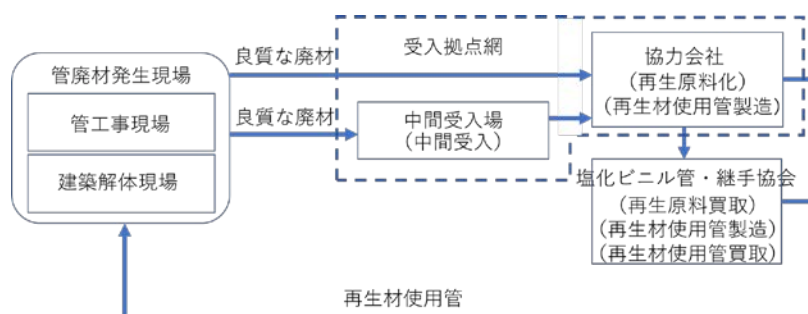 管廃材発生現場
管工事現場
建築解体現場
良質な廃材
良質な廃材
受入拠点網
中間受入場
(中間受入)
協力会社
(再生原料化)
(再生材使用管製造)
塩化ビニル管・継手協会
(再生原料買取)
(再生材使用管製造)
(再生材使用管買取)
再生材使用管